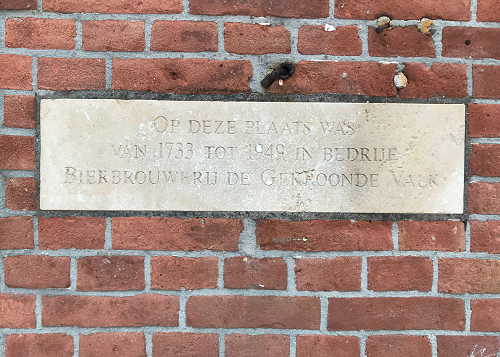 OP DEZE PLAATS WAS
VAN 1733 TOT 1949 IN BEDRIJF
BIERBROUWERIJ DE GEKROONDE VALK